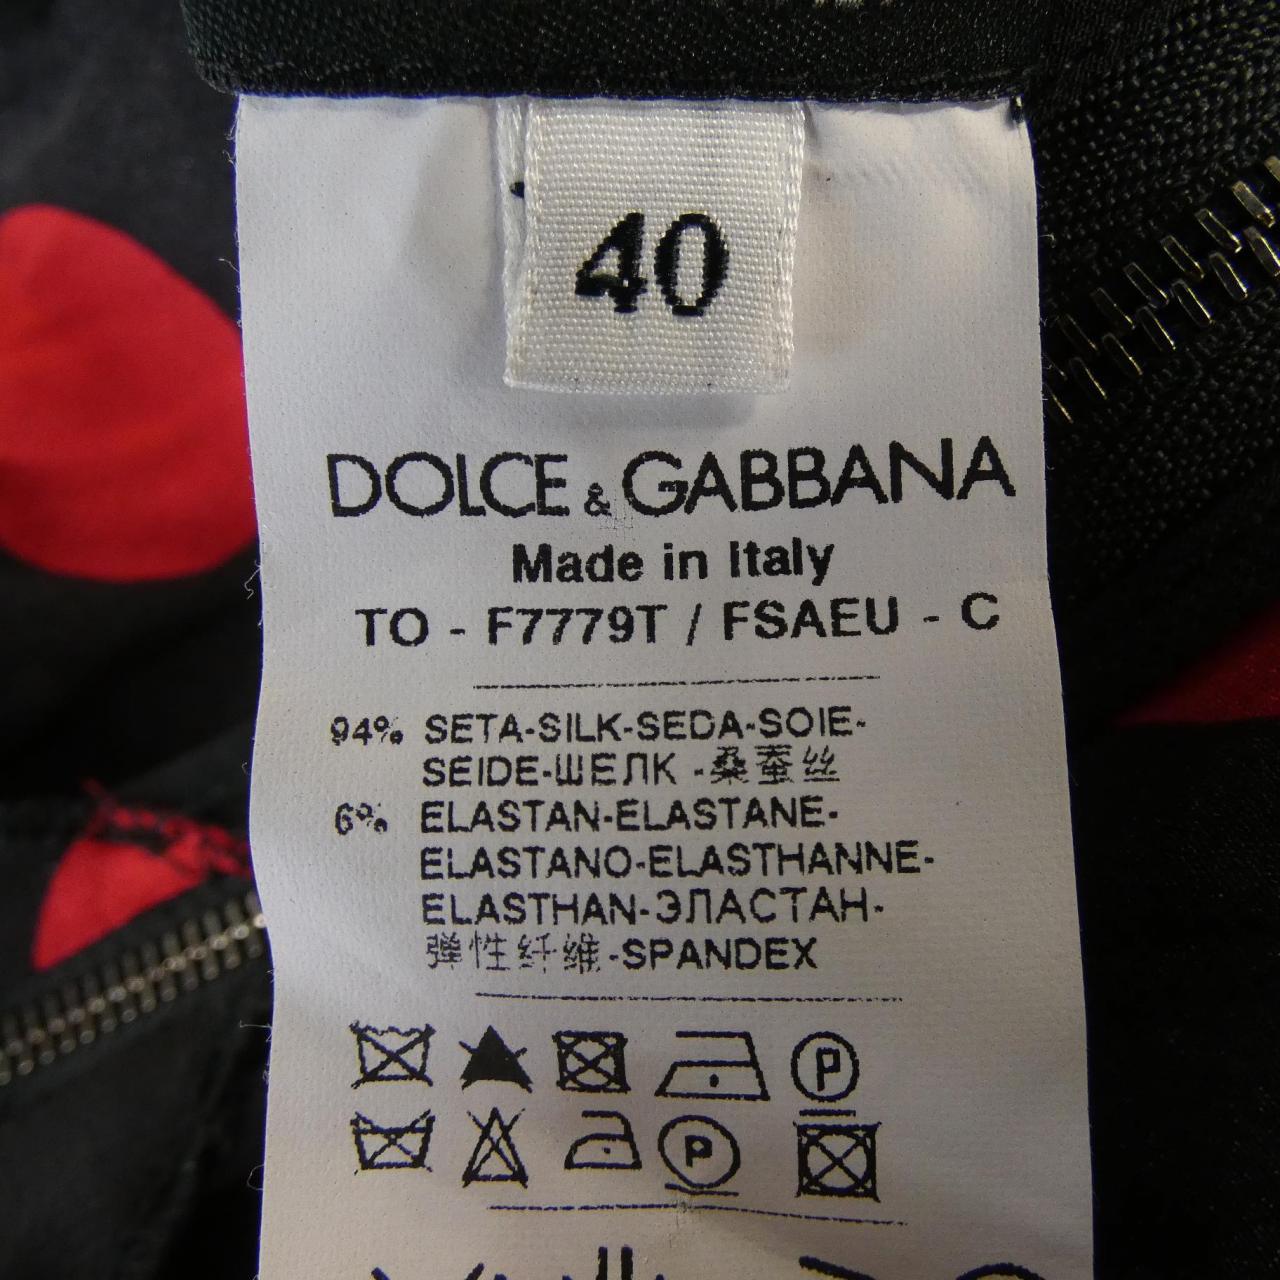 40
DOLCE & GABBANA
Made in Italy
TO - F7779T / FSAEU - C
94% SETA-SILK-SEDA-SOIE-
SEIDE-ШЕЛК -桑蚕丝
6% ELASTAN-ELASTANE-
ELASTANO-ELASTHANNE-
ELASTHAN-ЭЛАСТАН-
弹性纤维-SPANDEX
P
P